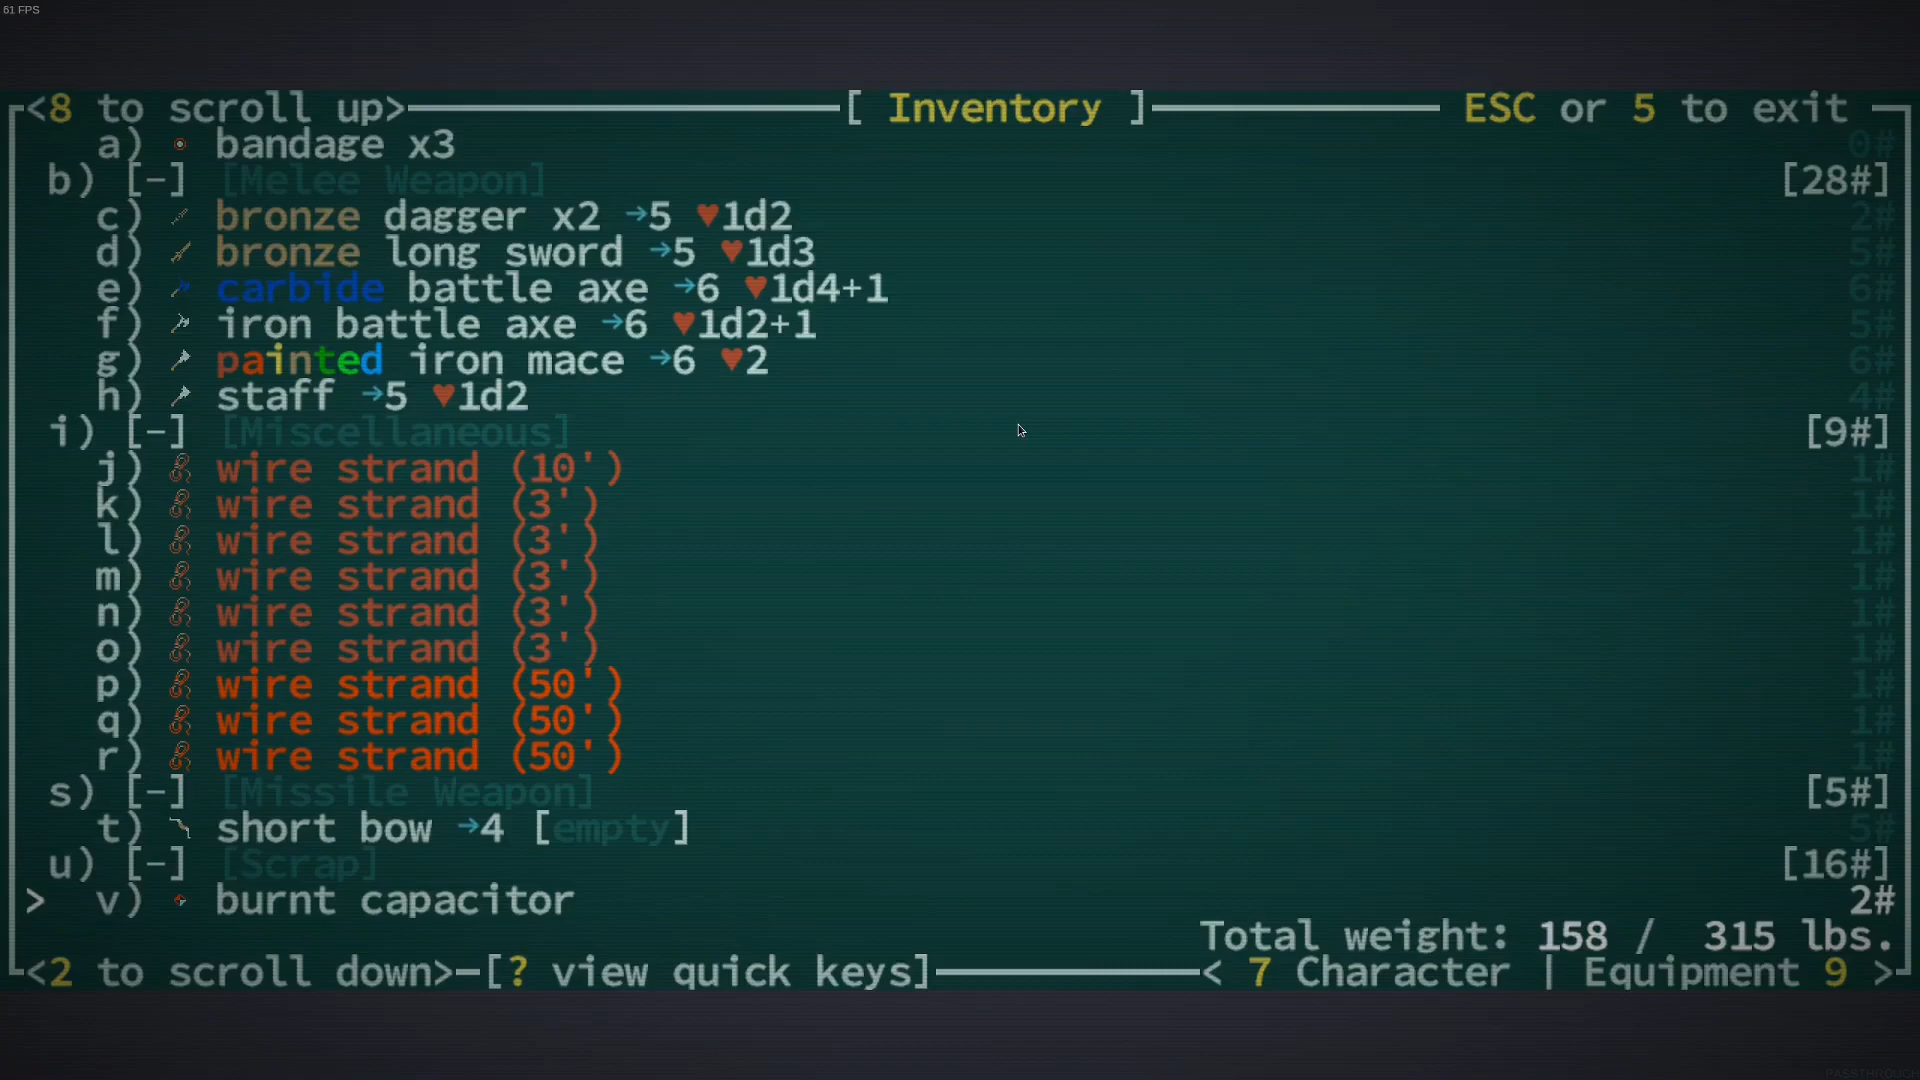 61 FPS
<8 to scroll up> [ Inventory ] ESC or 5 to exit
a) bandage x3 0#
b) [-] [Melee Weapon] [28#]
c) bronze dagger x2 →5 ♥1d2 2#
d) bronze long sword →5 ♥1d3 5#
e) carbide battle axe →6 ♥1d4+1 6#
f) iron battle axe →6 ♥1d2+1 5#
g) painted iron mace →6 ♥2 6#
h) staff →5 ♥1d2 4#
i) [-] [Miscellaneous] [9#]
j) wire strand (10') 1#
k) wire strand (3') 1#
l) wire strand (3') 1#
m) wire strand (3') 1#
n) wire strand (3') 1#
o) wire strand (3') 1#
p) wire strand (50') 1#
q) wire strand (50') 1#
r) wire strand (50') 1#
s) [-] [Missile Weapon] [5#]
t) short bow →4 [empty] 5#
u) [-] [Scrap] [16#]
> v) burnt capacitor 2#
Total weight: 158 / 315 lbs.
<2 to scroll down> [? view quick keys] < 7 Character | Equipment 9 >
PASSTHROUGH